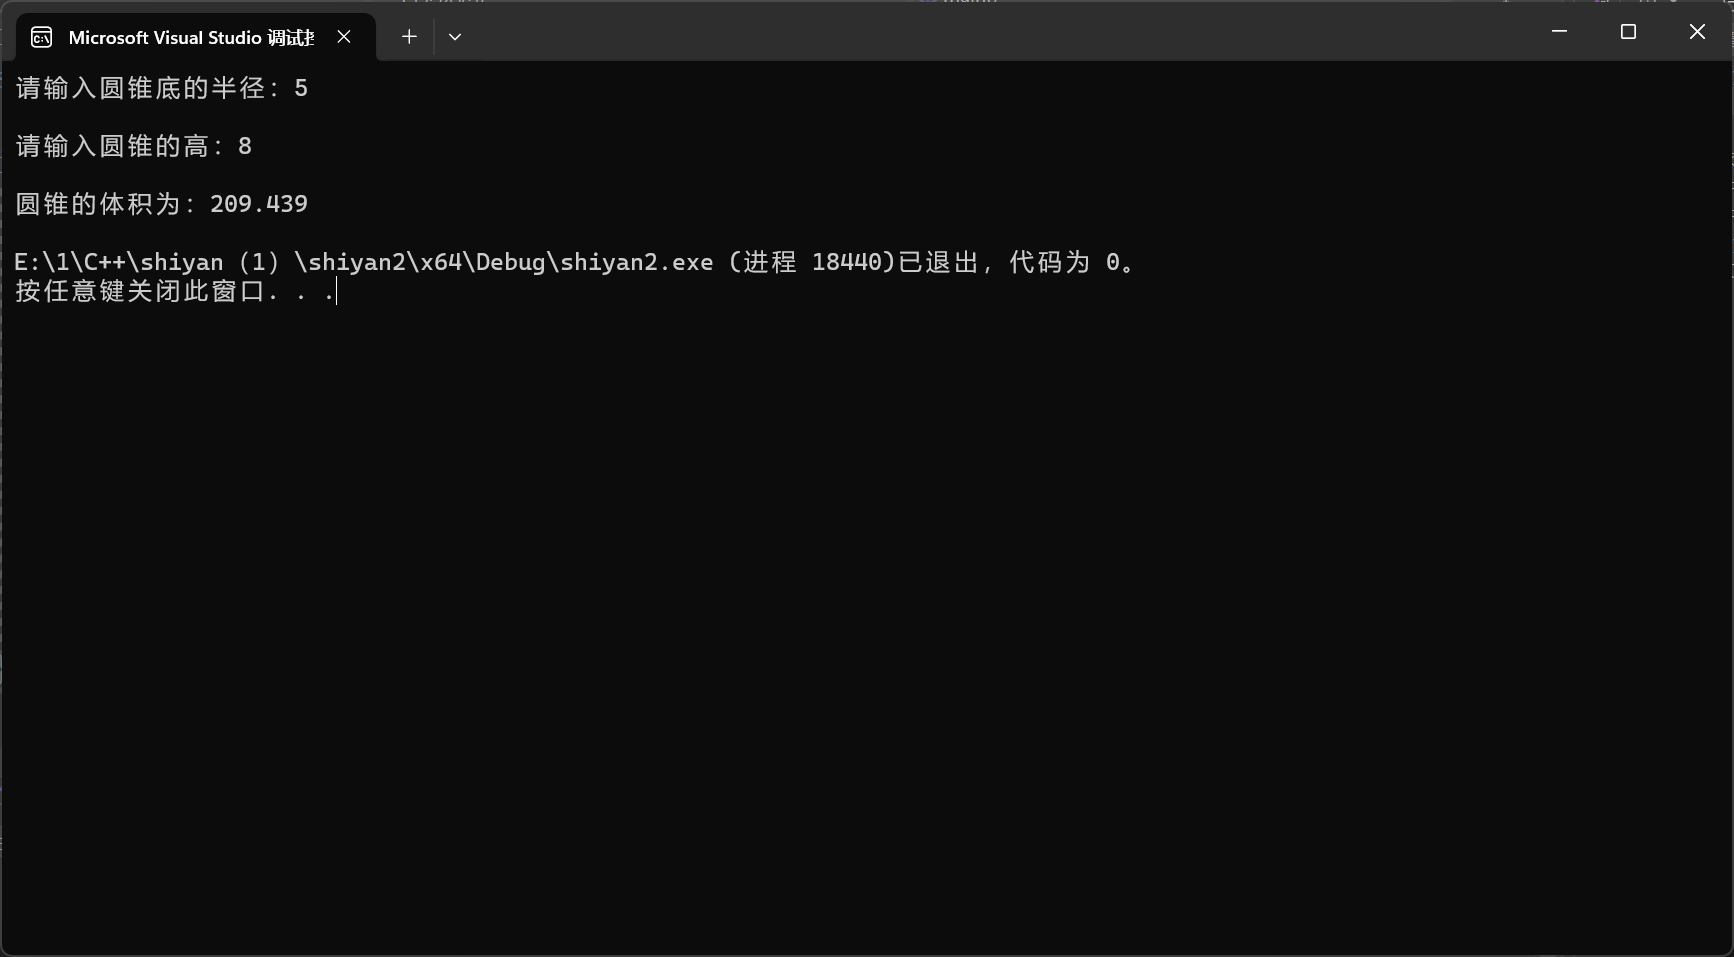 Microsoft Visual Studio 调试
请输入圆锥底的半径：5
请输入圆锥的高：8
圆锥的体积为：209.439
E:\1\C++\shiyan（1）\shiyan2\x64\Debug\shiyan2.exe (进程 18440)已退出，代码为 0。
按任意键关闭此窗口. . .